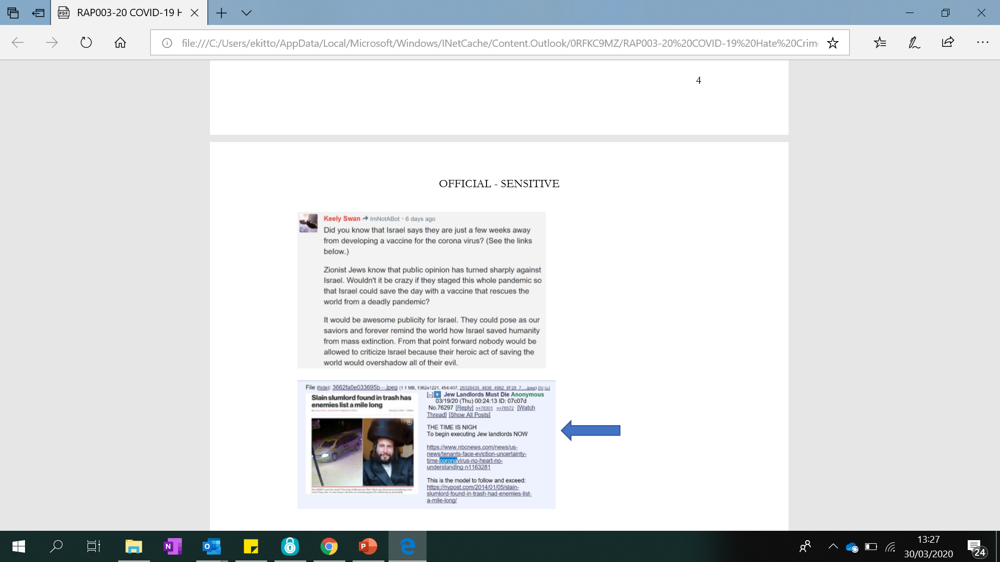 RAP003-20 COVID-19 H
file:///C:/Users/ekitto/AppData/Local/Microsoft/Windows/INetCache/Content.Outlook/0RFKC9MZ/RAP003-20%20COVID-19%20Hate%20Crime
4
OFFICIAL - SENSITIVE
Keely Swan ImNotABot • 6 days ago
Did you know that Israel says they are just a few weeks away
from developing a vaccine for the corona virus? (See the links
below.)
Zionist Jews know that public opinion has turned sharply against
Israel. Wouldn't it be crazy if they staged this whole pandemic so
that Israel could save the day with a vaccine that rescues the
world from a deadly pandemic?
It would be awesome publicity for Israel. They could pose as our
saviors and forever remind the world how Israel saved humanity
from mass extinction. From that point forward nobody would be
allowed to criticize Israel because their heroic act of saving the
world would overshadow all of their evil.
File (hide): 3662fa0e033695b···.jpeg (1.1 MB, 1362x1221, 454:407, 26328435_4838_4982_8F29_7....jpeg) (h) (u)
Slain slumlord found in trash has
enemies list a mile long
[–] Jew Landlords Must Die Anonymous
03/19/20 (Thu) 00:24:13 ID: 07c07d
No.76297 [Reply] >>76301 >>76572 [Watch
Thread] [Show All Posts]
THE TIME IS NIGH
To begin executing Jew landlords NOW
https://www.nbcnews.com/news/us-
news/tenants-face-eviction-uncertainty-
time-coronavirus-no-heart-no-
understanding-n1163281
This is the model to follow and exceed:
https://nypost.com/2014/01/05/slain-
slumlord-found-in-trash-had-enemies-list-
a-mile-long/
13:27
30/03/2020
24